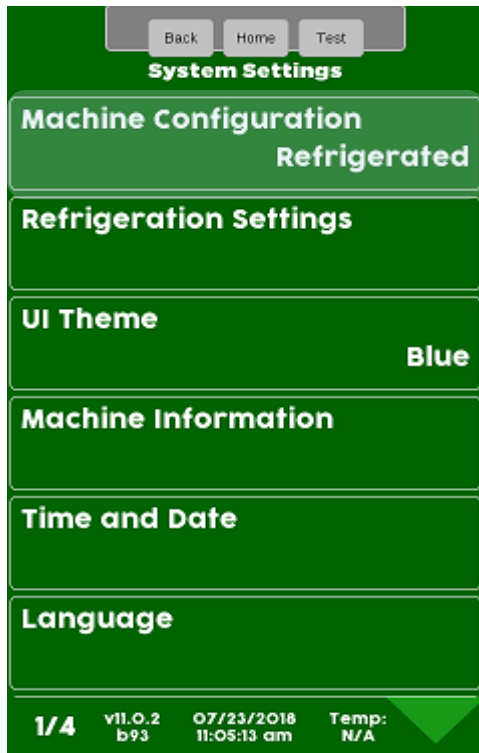 Back Home Test
System Settings
Machine Configuration
Refrigerated
Refrigeration Settings
UI Theme
Blue
Machine Information
Time and Date
Language
1/4 v11.0.2 07/23/2018 Temp:
b93 11:05:13 am N/A